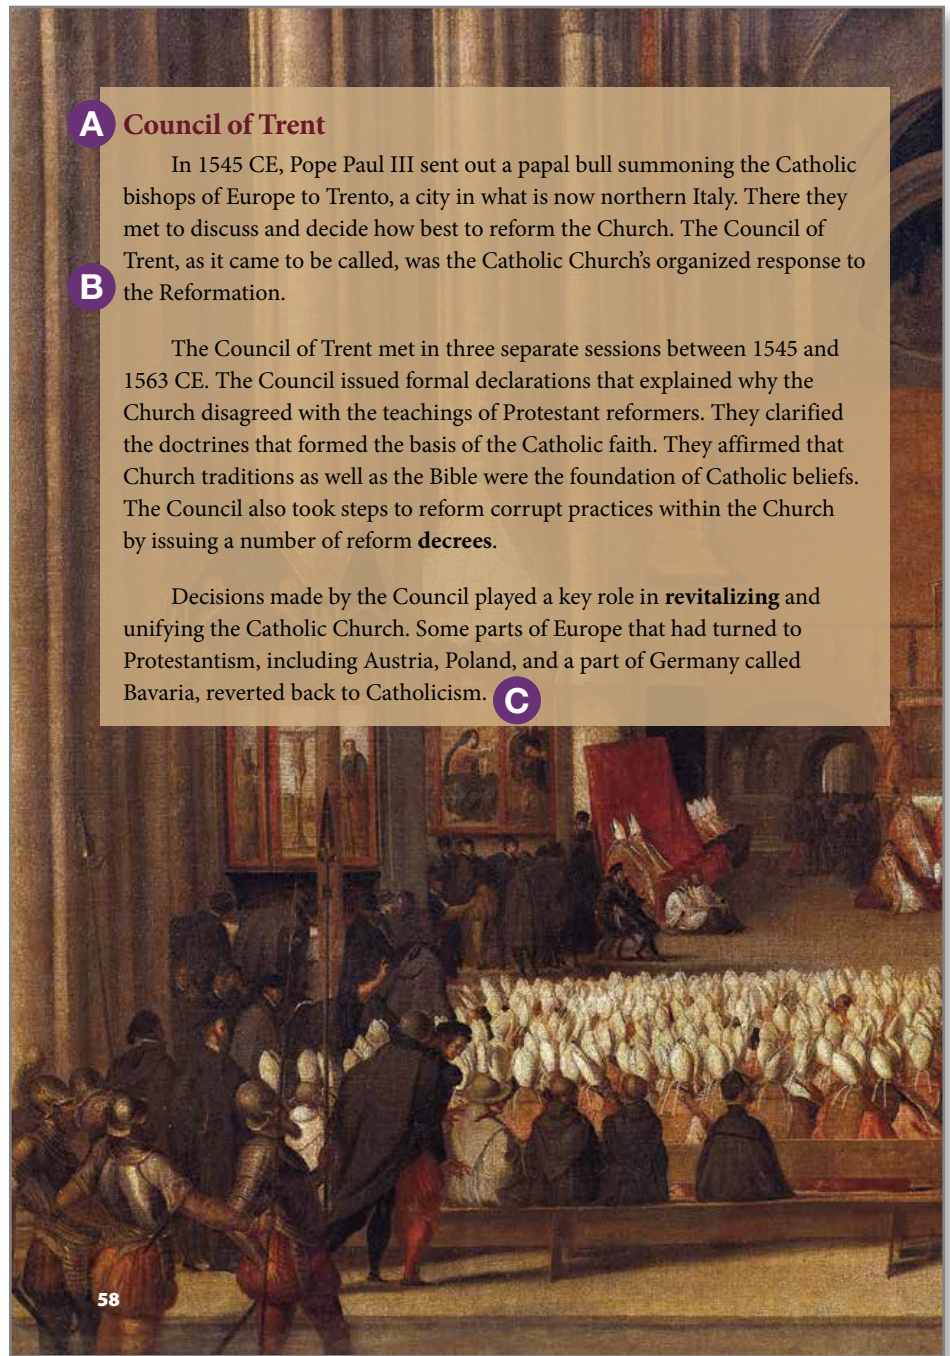 A Council of Trent
In 1545 CE, Pope Paul III sent out a papal bull summoning the Catholic
bishops of Europe to Trento, a city in what is now northern Italy. There they
met to discuss and decide how best to reform the Church. The Council of
Trent, as it came to be called, was the Catholic Church’s organized response to
B the Reformation.
The Council of Trent met in three separate sessions between 1545 and
1563 CE. The Council issued formal declarations that explained why the
Church disagreed with the teachings of Protestant reformers. They clarified
the doctrines that formed the basis of the Catholic faith. They affirmed that
Church traditions as well as the Bible were the foundation of Catholic beliefs.
The Council also took steps to reform corrupt practices within the Church
by issuing a number of reform decrees.
Decisions made by the Council played a key role in revitalizing and
unifying the Catholic Church. Some parts of Europe that had turned to
Protestantism, including Austria, Poland, and a part of Germany called
Bavaria, reverted back to Catholicism. C
58